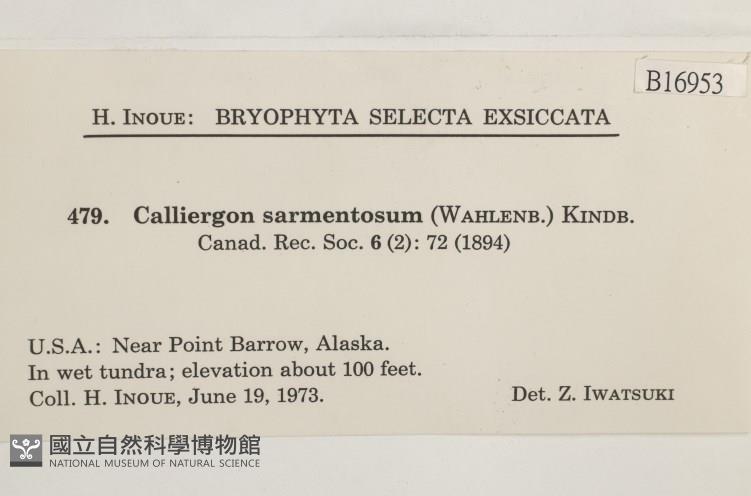 B16953
H. INOUE: BRYOPHYTA SELECTA EXSICCATA
479. Calliergon sarmentosum (WAHLENB.) KINDB.
Canad. Rec. Soc. 6 (2): 72 (1894)
U.S.A.: Near Point Barrow, Alaska.
In wet tundra; elevation about 100 feet.
Coll. H. INOUE, June 19, 1973.
Det. Z. IWATSUKI
國立自然科學博物館
NATIONAL MUSEUM OF NATURAL SCIENCE